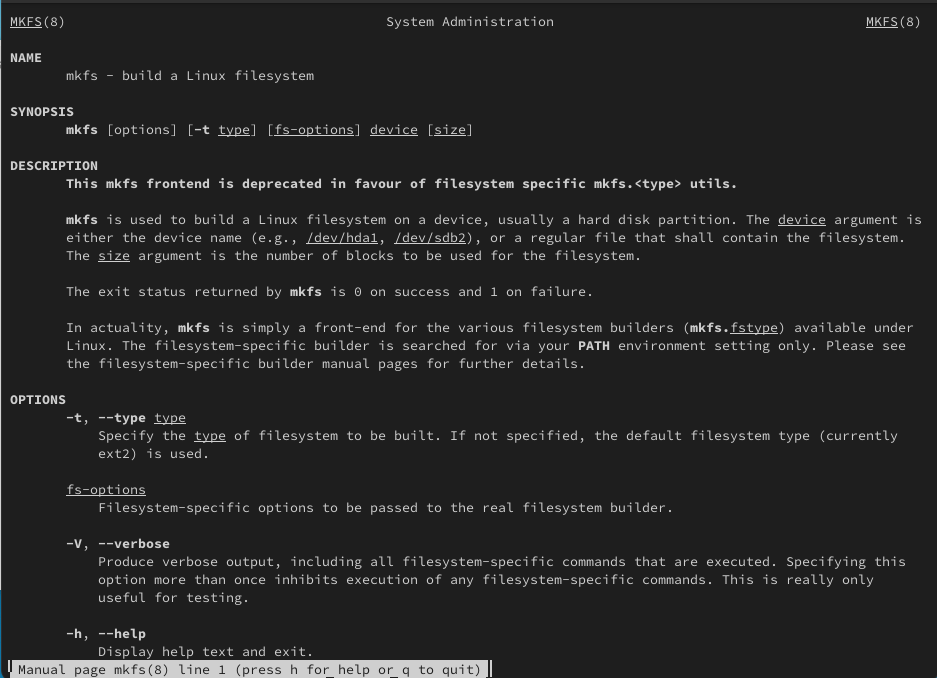 MKFS(8) System Administration MKFS(8)
NAME
mkfs - build a Linux filesystem
SYNOPSIS
mkfs [options] [-t type] [fs-options] device [size]
DESCRIPTION
This mkfs frontend is deprecated in favour of filesystem specific mkfs.<type> utils.
mkfs is used to build a Linux filesystem on a device, usually a hard disk partition. The device argument is
either the device name (e.g., /dev/hda1, /dev/sdb2), or a regular file that shall contain the filesystem.
The size argument is the number of blocks to be used for the filesystem.
The exit status returned by mkfs is 0 on success and 1 on failure.
In actuality, mkfs is simply a front-end for the various filesystem builders (mkfs.fstype) available under
Linux. The filesystem-specific builder is searched for via your PATH environment setting only. Please see
the filesystem-specific builder manual pages for further details.
OPTIONS
-t, --type type
Specify the type of filesystem to be built. If not specified, the default filesystem type (currently
ext2) is used.
fs-options
Filesystem-specific options to be passed to the real filesystem builder.
-V, --verbose
Produce verbose output, including all filesystem-specific commands that are executed. Specifying this
option more than once inhibits execution of any filesystem-specific commands. This is really only
useful for testing.
-h, --help
Display help text and exit.
Manual page mkfs(8) line 1 (press h for help or q to quit)